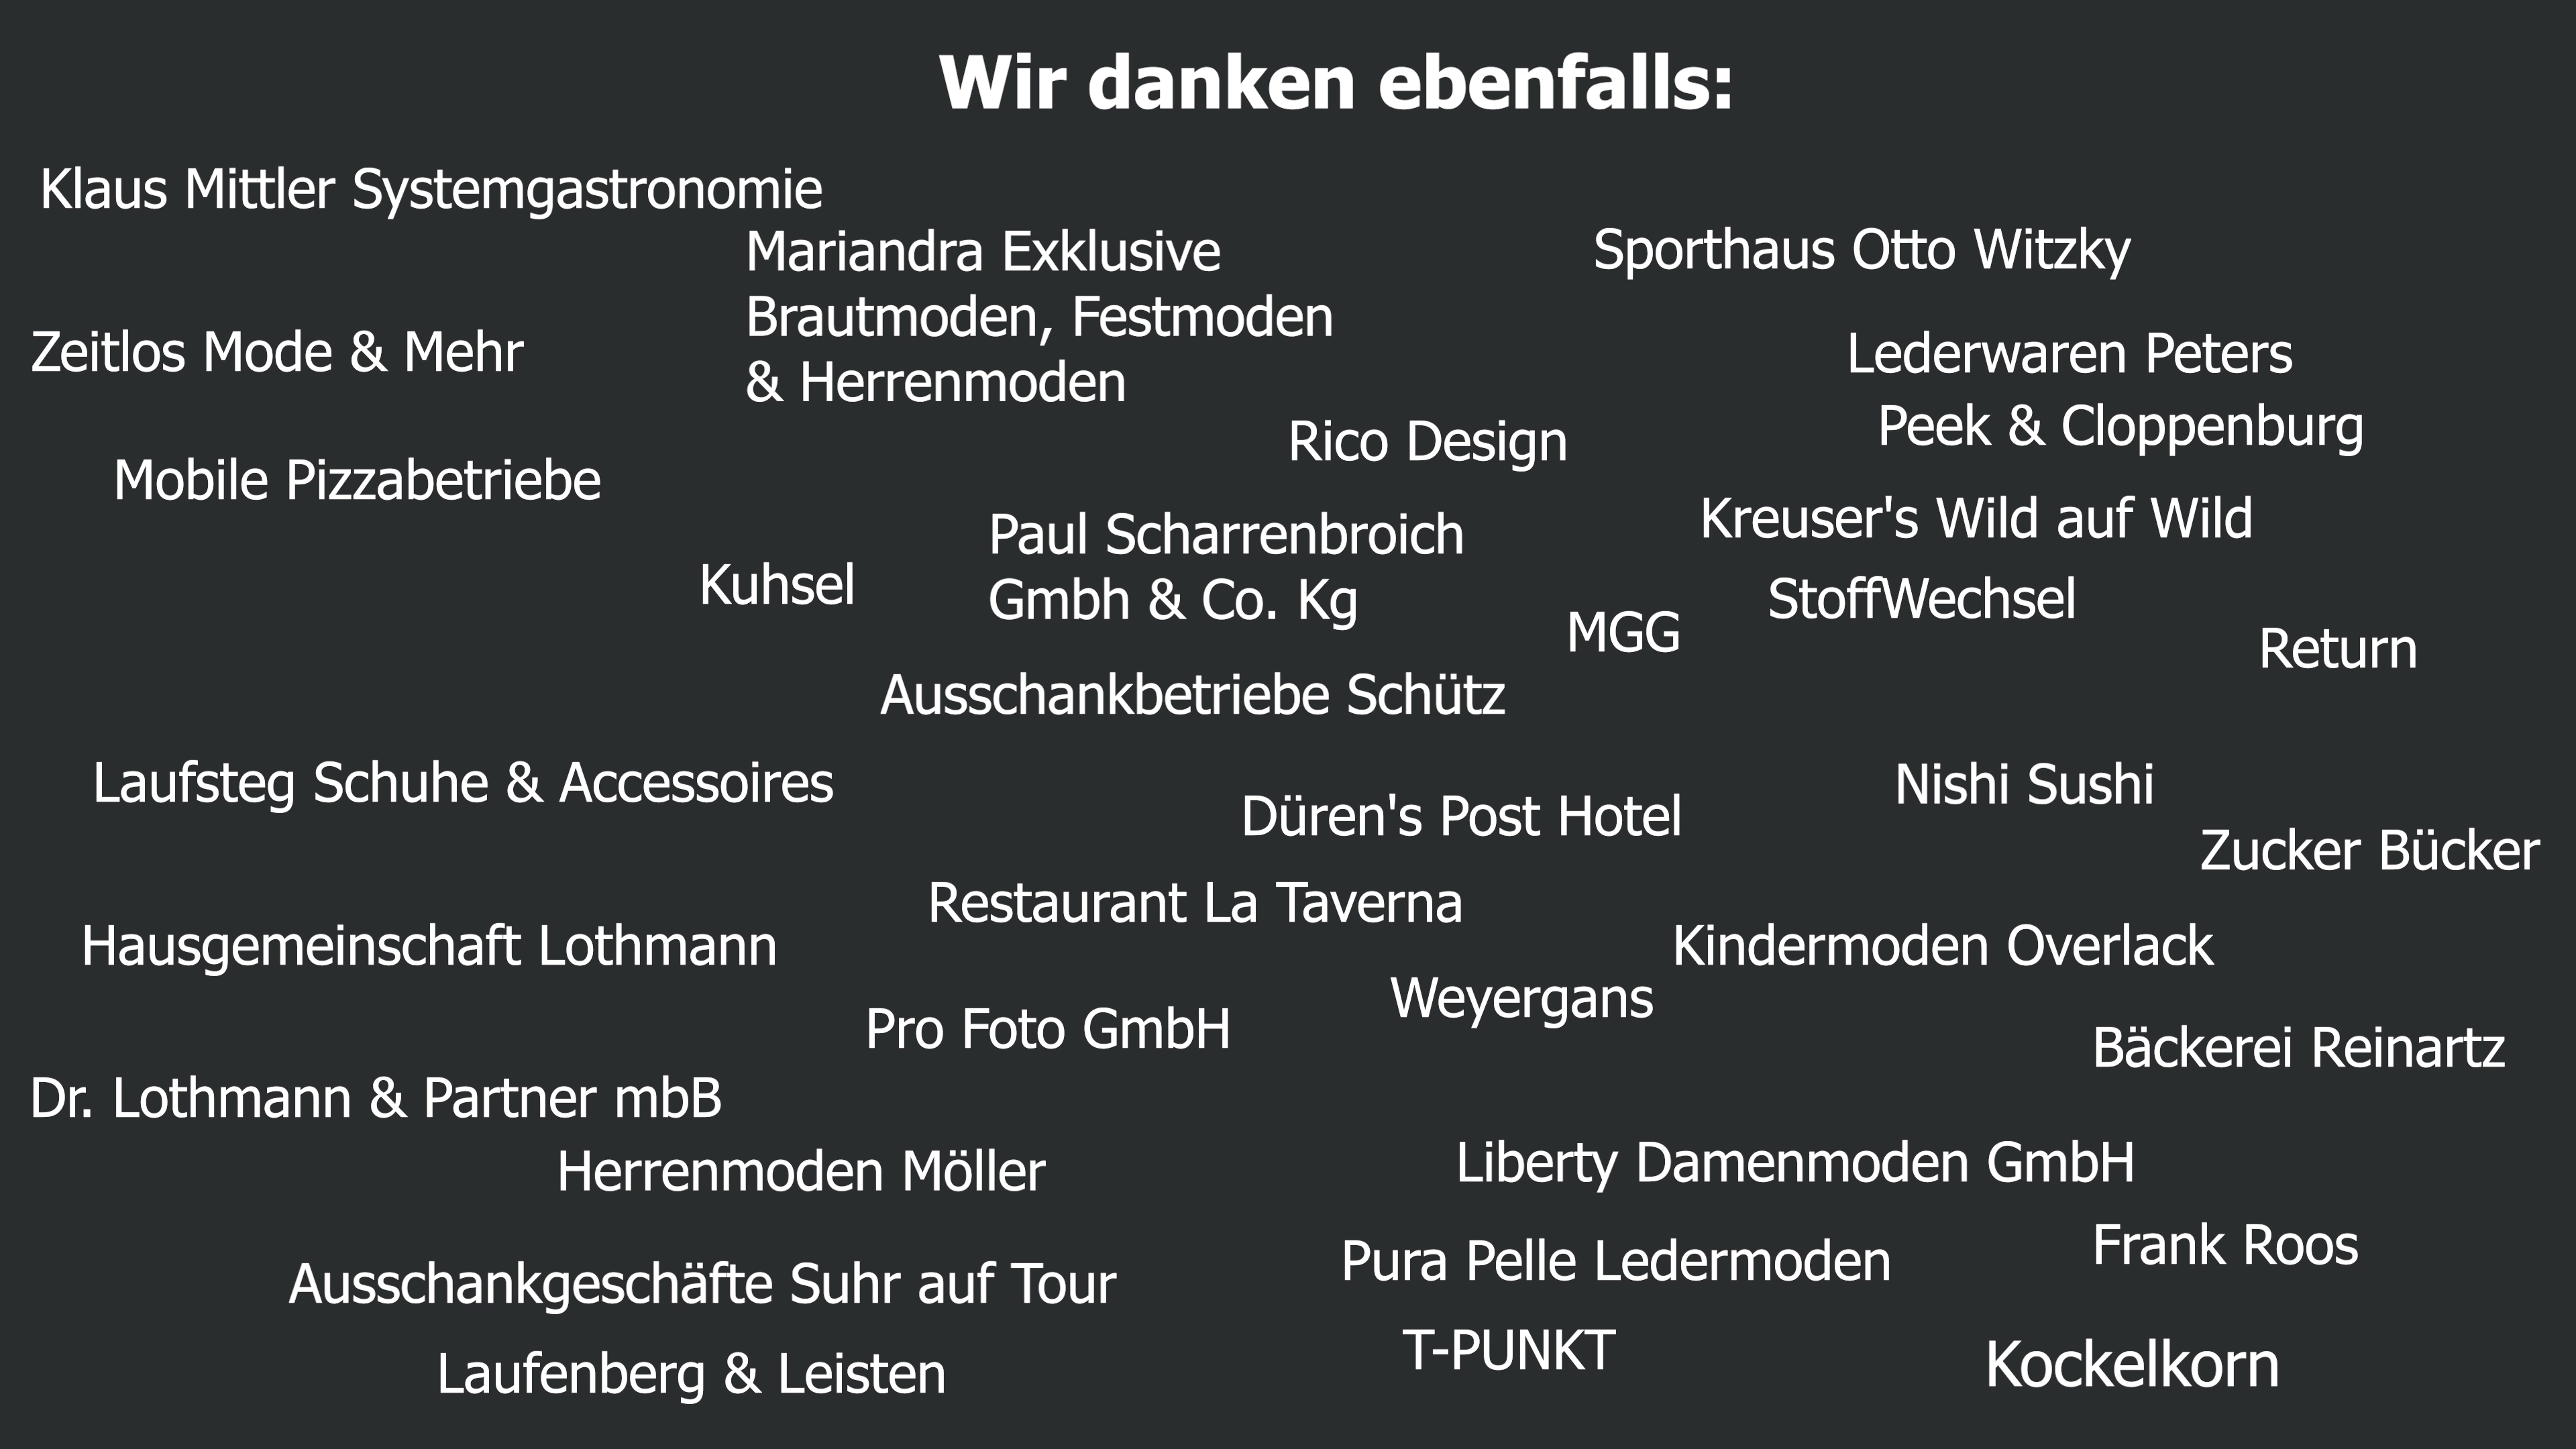 Wir danken ebenfalls:
Klaus Mittler Systemgastronomie
Mariandra Exklusive
Brautmoden, Festmoden
& Herrenmoden
Sporthaus Otto Witzky
Zeitlos Mode & Mehr
Lederwaren Peters
Peek & Cloppenburg
Rico Design
Mobile Pizzabetriebe
Kreuser's Wild auf Wild
Paul Scharrenbroich
Gmbh & Co. Kg
Kuhsel
StoffWechsel
MGG
Return
Ausschankbetriebe Schütz
Laufsteg Schuhe & Accessoires
Nishi Sushi
Düren's Post Hotel
Zucker Bücker
Restaurant La Taverna
Hausgemeinschaft Lothmann
Kindermoden Overlack
Weyergans
Pro Foto GmbH
Bäckerei Reinartz
Dr. Lothmann & Partner mbB
Herrenmoden Möller
Liberty Damenmoden GmbH
Frank Roos
Pura Pelle Ledermoden
Ausschankgeschäfte Suhr auf Tour
T-PUNKT
Kockelkorn
Laufenberg & Leisten